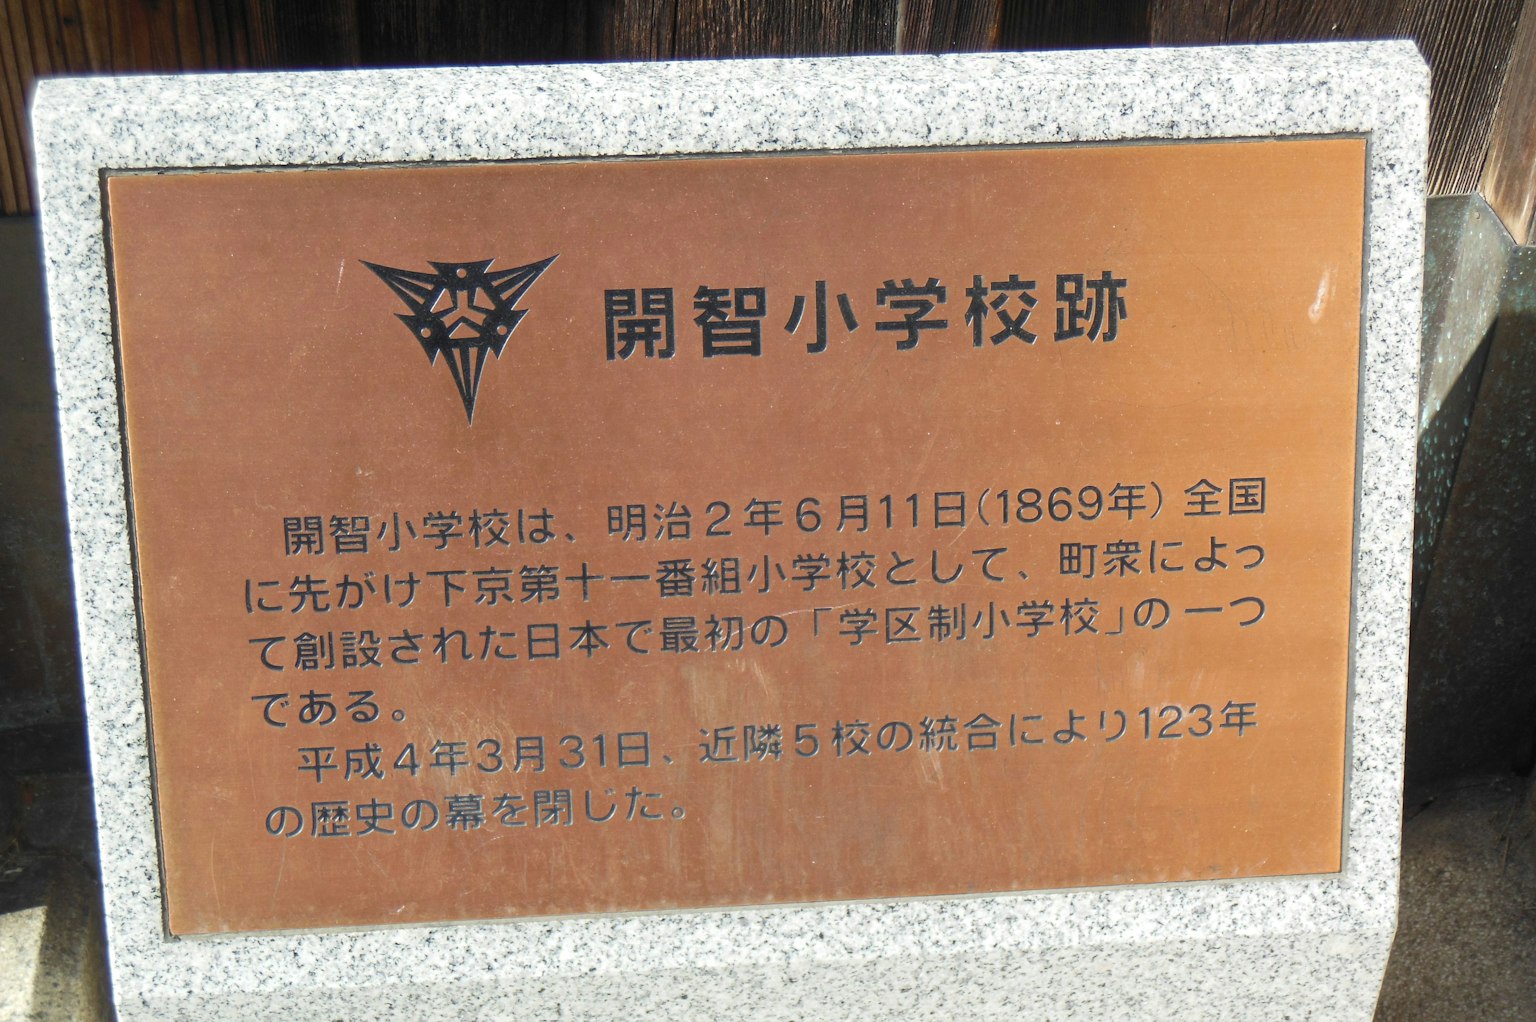 開智小学校跡
開智小学校は、明治2年6月11日(1869年)全国
に先がけ下京第十一番組小学校として、町衆によっ
て創設された日本で最初の「学区制小学校」の一つ
である。
平成4年3月31日、近隣5校の統合により123年
の歴史の幕を閉じた。